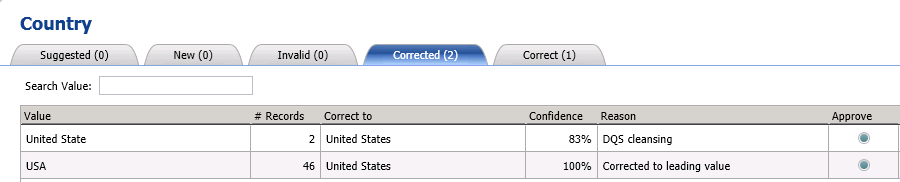 Country
Suggested (0) New (0) Invalid (0) Corrected (2) Correct (1)
Search Value:
Value # Records Correct to Confidence Reason Approve
United State 2 United States 83% DQS cleansing
USA 46 United States 100% Corrected to leading value